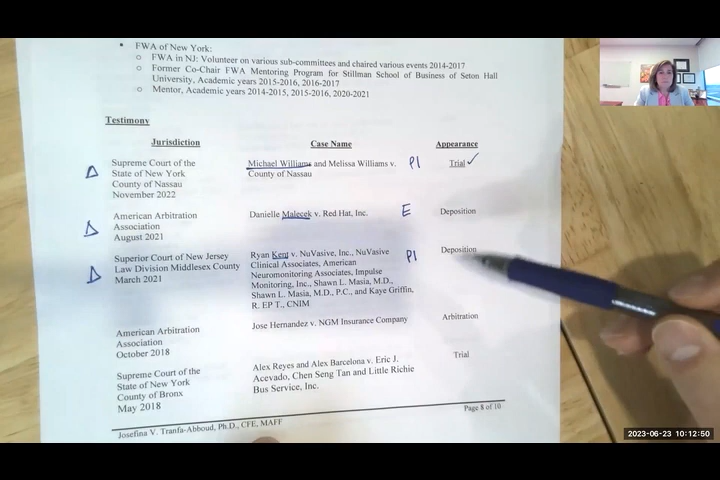 • FWA of New York:
o FWA in NJ: Volunteer on various sub-committees and chaired various events 2014-2017
o Former Co-Chair FWA Mentoring Program for Stillman School of Business of Seton Hall
University, Academic years 2015-2016, 2016-2017
o Mentor, Academic years 2014-2015, 2015-2016, 2020-2021
Testimony
Jurisdiction Case Name Appearance
Δ Supreme Court of the Michael Williams and Melissa Williams v. PI Trial ✓
State of New York County of Nassau
County of Nassau
November 2022
Δ American Arbitration Danielle Malecek v. Red Hat, Inc. E Deposition
Association
August 2021
Δ Superior Court of New Jersey Ryan Kent v. NuVasive, Inc., NuVasive PI Deposition
Law Division Middlesex County Clinical Associates, American
March 2021 Neuromonitoring Associates, Impulse
Monitoring, Inc., Shawn L. Masia, M.D.,
Shawn L. Masia, M.D., P.C., and Kaye Griffin,
R. EP T., CNIM
American Arbitration Jose Hernandez v. NGM Insurance Company Arbitration
Association
October 2018
Supreme Court of the Alex Reyes and Alex Barcelona v. Eric J. Trial
State of New York Acevado, Chen Seng Tan and Little Richie
County of Bronx Bus Service, Inc.
May 2018
Josefina V. Tranfa-Abboud, Ph.D., CFE, MAFF Page 8 of 10
2023-06-23 10:12:50